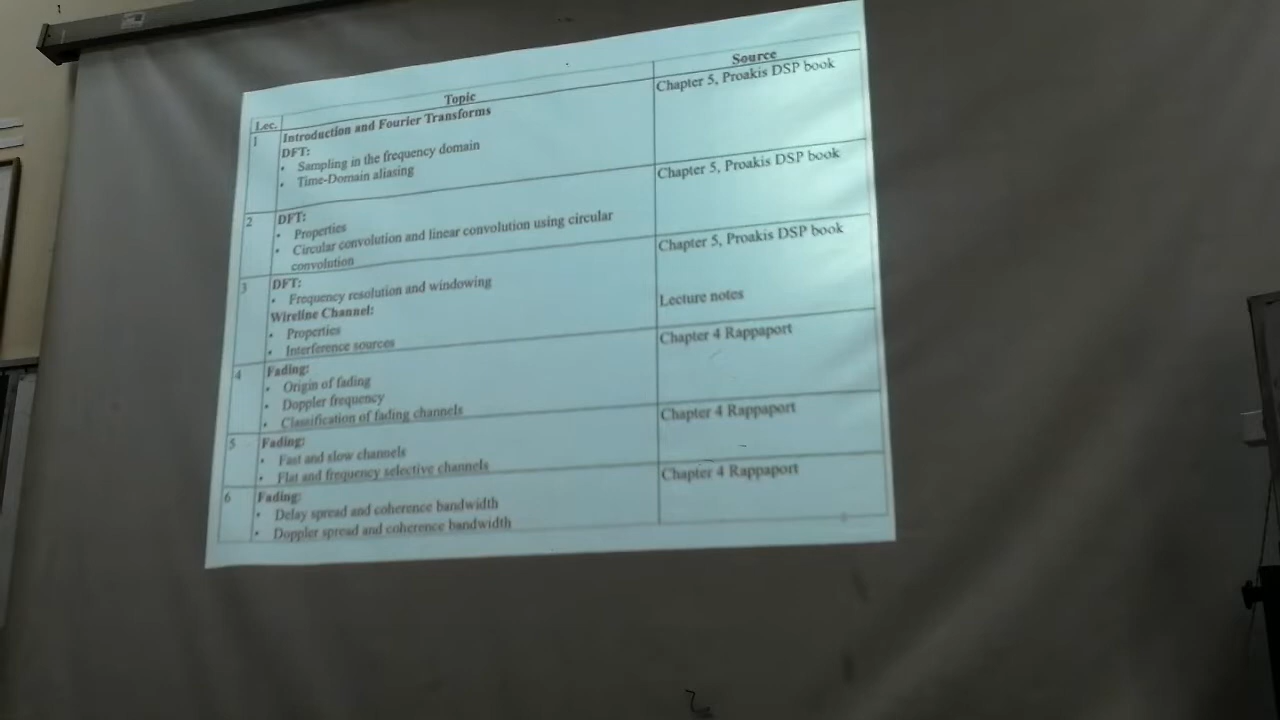 Lec. Topic Source
1 Introduction and Fourier Transforms Chapter 5, Proakis DSP book
DFT:
• Sampling in the frequency domain
• Time-Domain aliasing
2 DFT: Chapter 5, Proakis DSP book
• Properties
• Circular convolution and linear convolution using circular
convolution
3 DFT: Chapter 5, Proakis DSP book
• Frequency resolution and windowing
Wireline Channel: Lecture notes
• Properties
• Interference sources
4 Fading: Chapter 4 Rappaport
• Origin of fading
• Doppler frequency
• Classification of fading channels
5 Fading: Chapter 4 Rappaport
• Fast and slow channels
• Flat and frequency selective channels
6 Fading: Chapter 4 Rappaport
• Delay spread and coherence bandwidth
• Doppler spread and coherence bandwidth